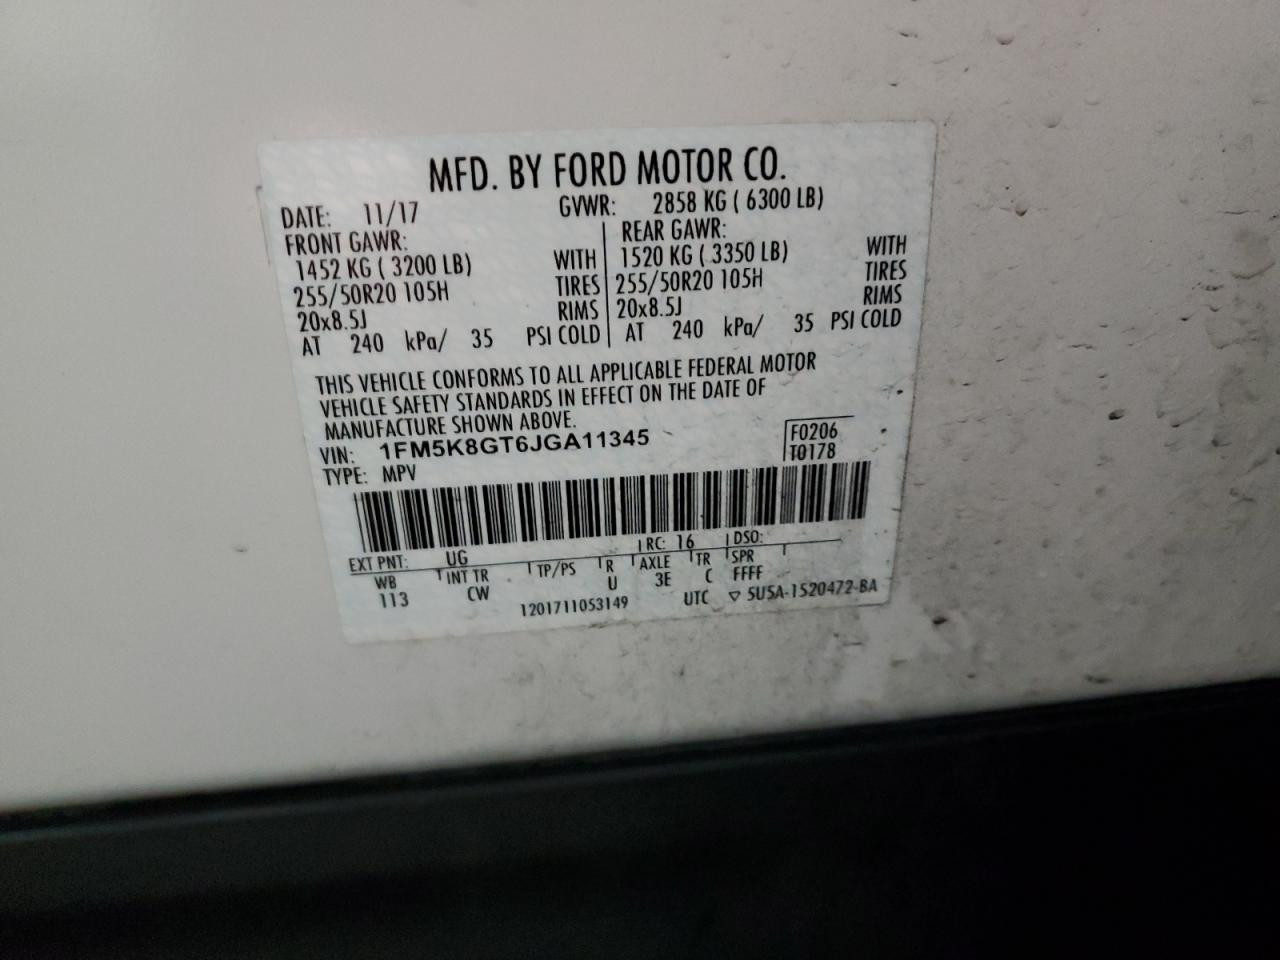 MFD. BY FORD MOTOR CO.
DATE: 11/17 GVWR: 2858 KG ( 6300 LB)
FRONT GAWR: REAR GAWR:
1452 KG ( 3200 LB) WITH 1520 KG ( 3350 LB) WITH
255/50R20 105H TIRES 255/50R20 105H TIRES
20x8.5J RIMS 20x8.5J RIMS
AT 240 kPa/ 35 PSI COLD AT 240 kPa/ 35 PSI COLD
THIS VEHICLE CONFORMS TO ALL APPLICABLE FEDERAL MOTOR
VEHICLE SAFETY STANDARDS IN EFFECT ON THE DATE OF
MANUFACTURE SHOWN ABOVE.
VIN: 1FM5K8GT6JGA11345 F0206
TYPE: MPV T0178
EXT PNT: UG RC: 16 DSO:
WB INT TR TP/PS R AXLE TR SPR
113 CW U 3E C FFFF
1201711053149 UTC ▽ 5U5A-1520472-BA